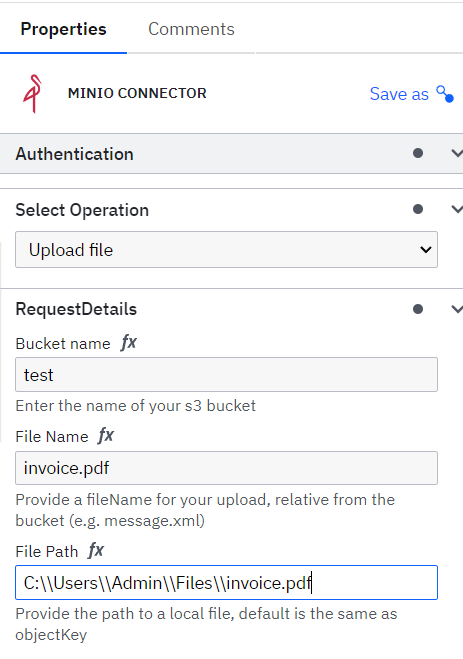 Properties Comments
MINIO CONNECTOR Save as
Authentication
Select Operation
Upload file
RequestDetails
Bucket name fx
test
Enter the name of your s3 bucket
File Name fx
invoice.pdf
Provide a fileName for your upload, relative from the
bucket (e.g. message.xml)
File Path fx
C:\\Users\\Admin\\Files\\invoice.pdf
Provide the path to a local file, default is the same as
objectKey